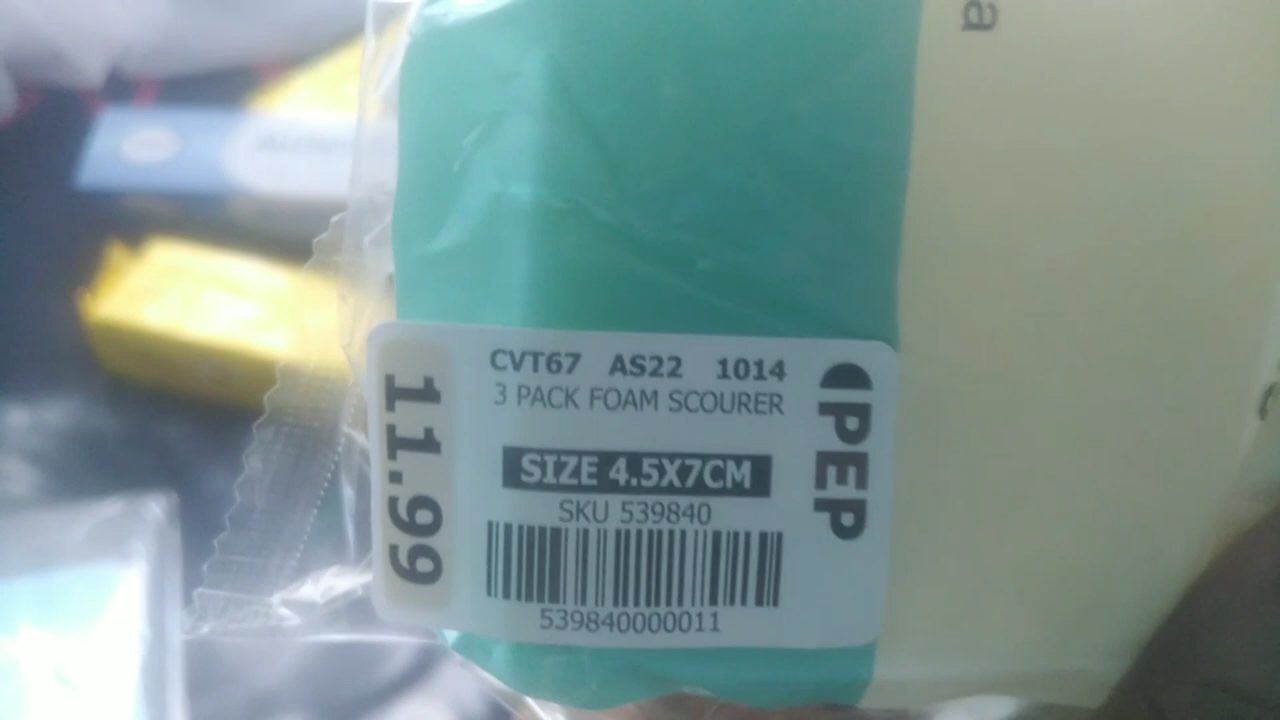 CVT67 AS22 1014
3 PACK FOAM SCOURER
SIZE 4.5X7CM
SKU 539840
539840000011
11.99
PEP
a